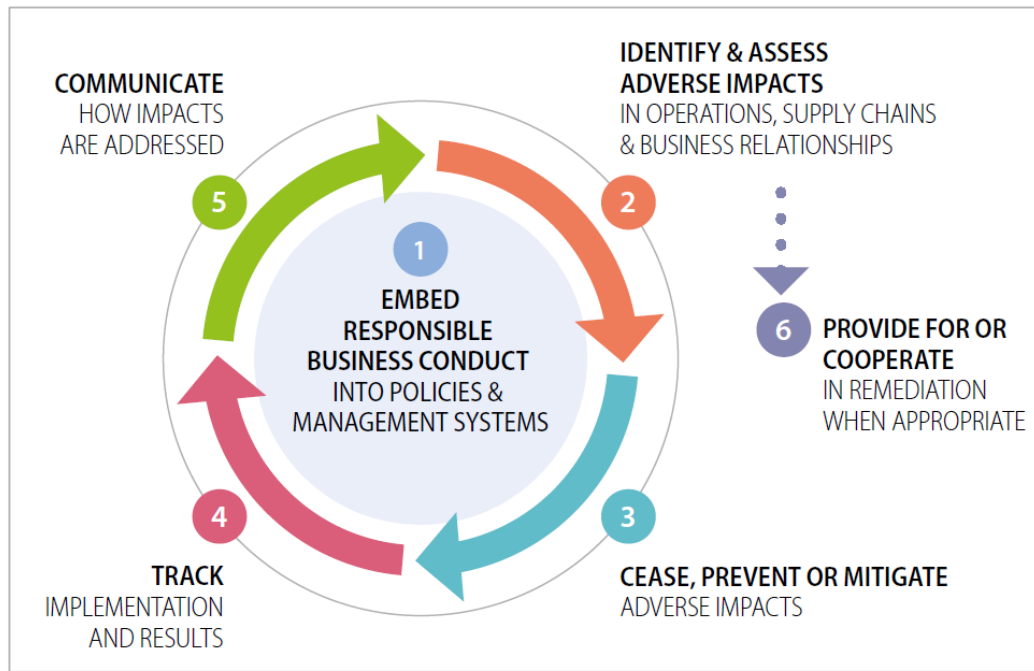 1
EMBED
RESPONSIBLE
BUSINESS CONDUCT
INTO POLICIES &
MANAGEMENT SYSTEMS
2
IDENTIFY & ASSESS
ADVERSE IMPACTS
IN OPERATIONS, SUPPLY CHAINS
& BUSINESS RELATIONSHIPS
3
CEASE, PREVENT OR MITIGATE
ADVERSE IMPACTS
4
TRACK
IMPLEMENTATION
AND RESULTS
5
COMMUNICATE
HOW IMPACTS
ARE ADDRESSED
6
PROVIDE FOR OR
COOPERATE
IN REMEDIATION
WHEN APPROPRIATE